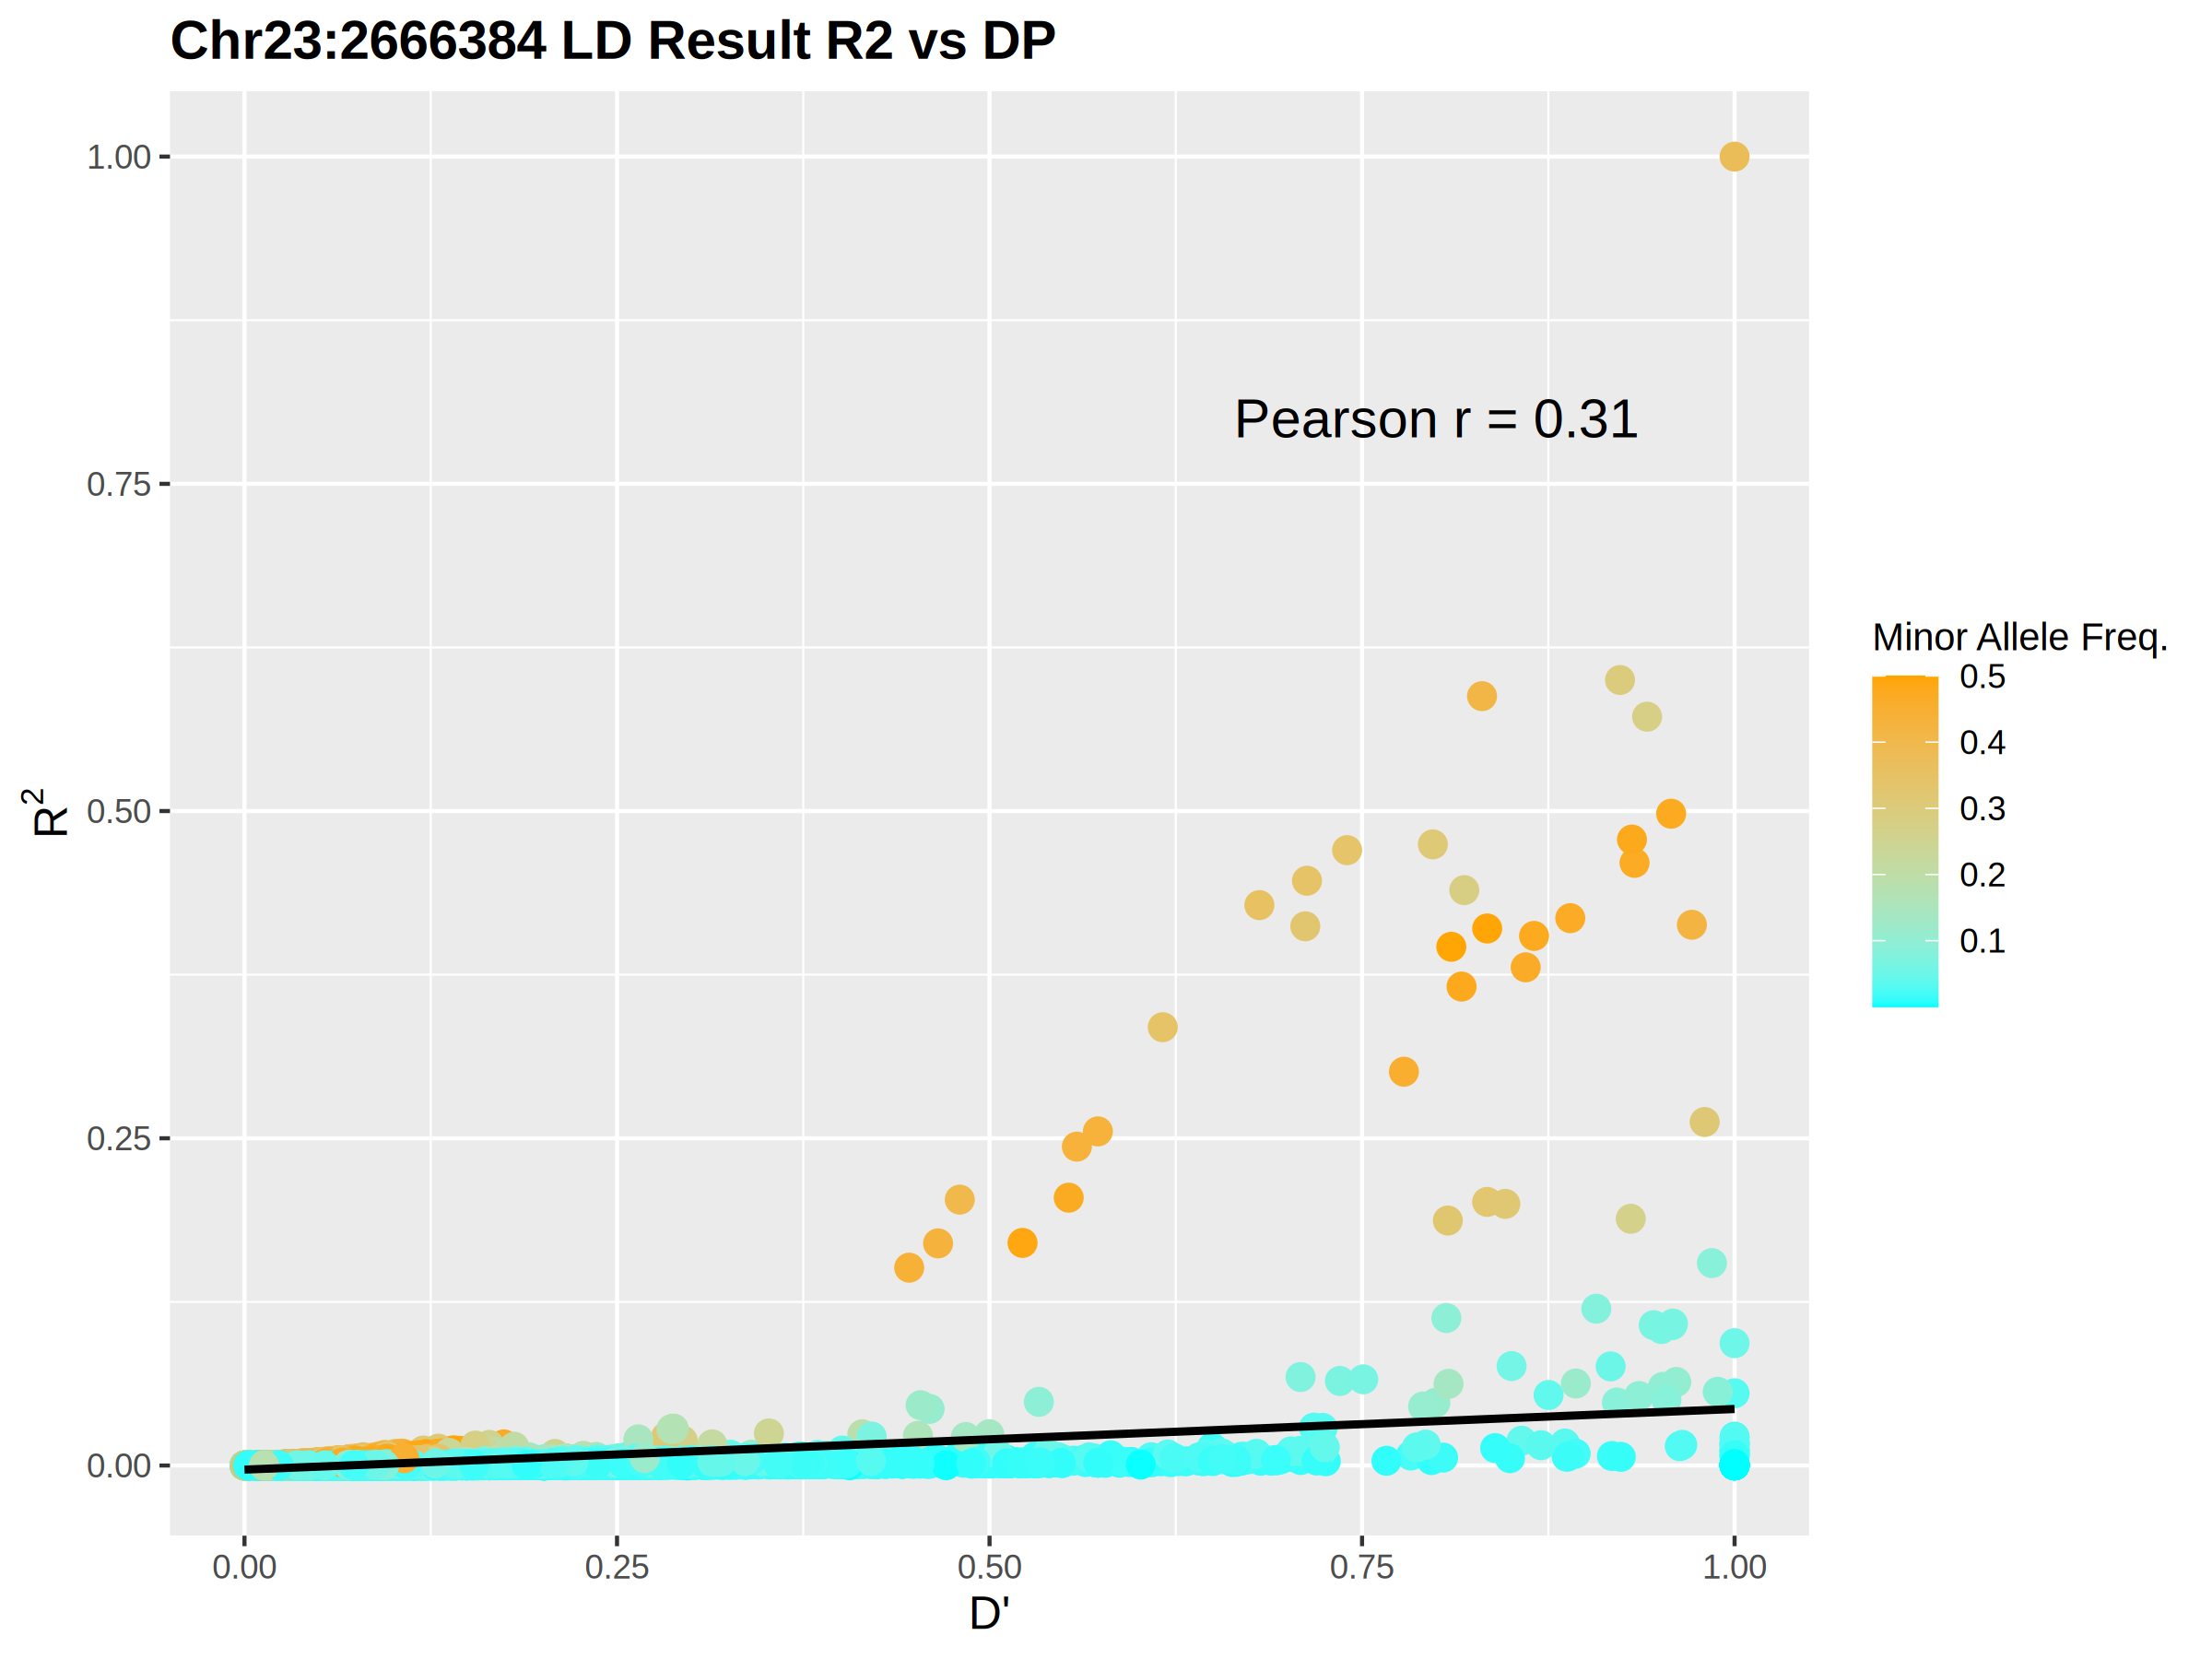 Chr23:2666384 LD Result R2 vs DP
1.00
0.75
0.50
0.25
0.00
R²
Pearson r = 0.31
0.00 0.25 0.50 0.75 1.00
D'
Minor Allele Freq.
0.5
0.4
0.3
0.2
0.1